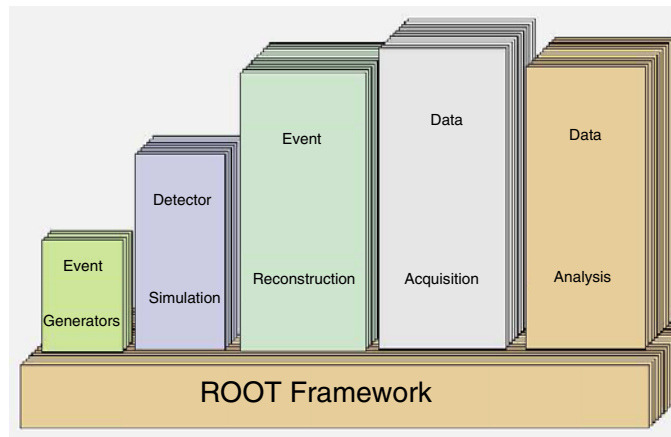 Event
Generators
Detector
Simulation
Event
Reconstruction
Data
Acquisition
Data
Analysis
ROOT Framework